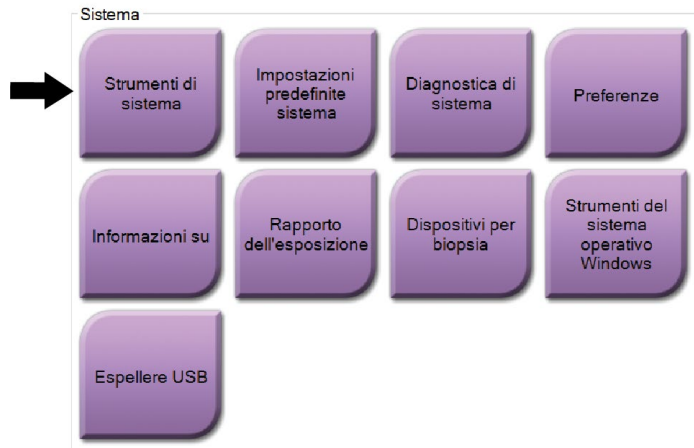 Sistema
Strumenti di
sistema
Impostazioni
predefinite
sistema
Diagnostica di
sistema
Preferenze
Informazioni su
Rapporto
dell'esposizione
Dispositivi per
biopsia
Strumenti del
sistema
operativo
Windows
Espellere USB